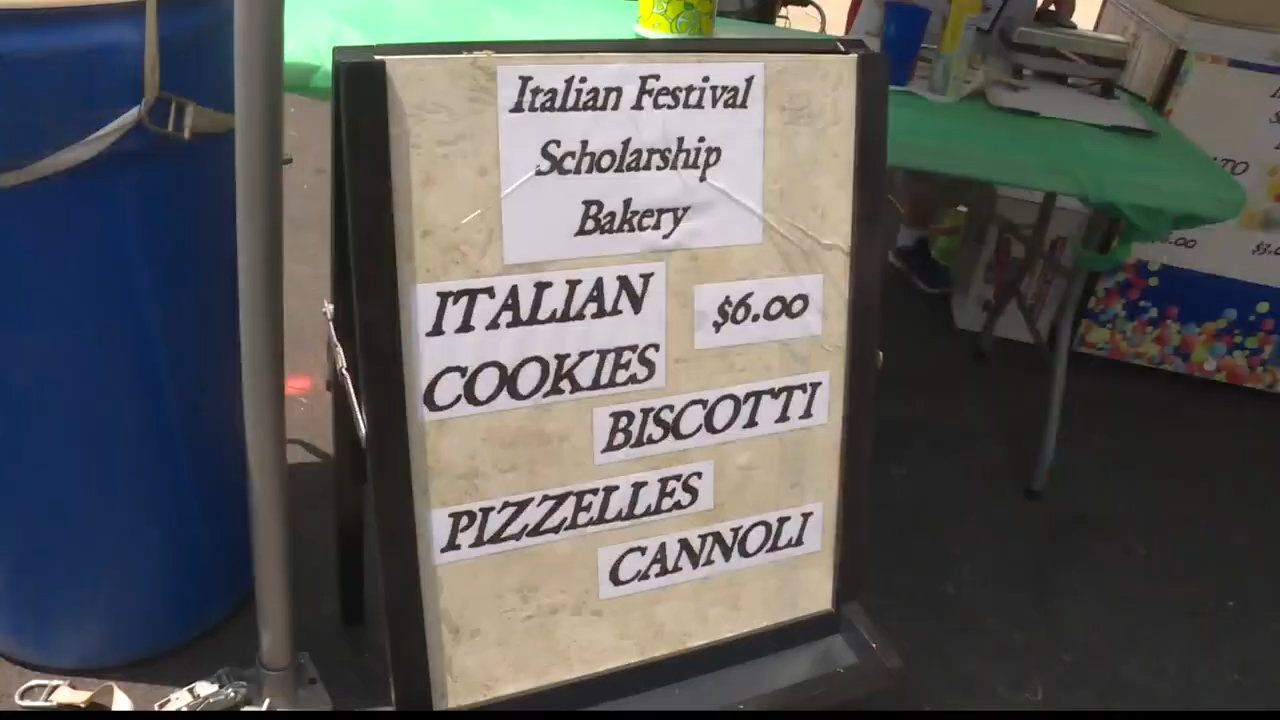 Italian Festival
Scholarship
Bakery
ITALIAN
COOKIES
$6.00
BISCOTTI
PIZZELLES
CANNOLI